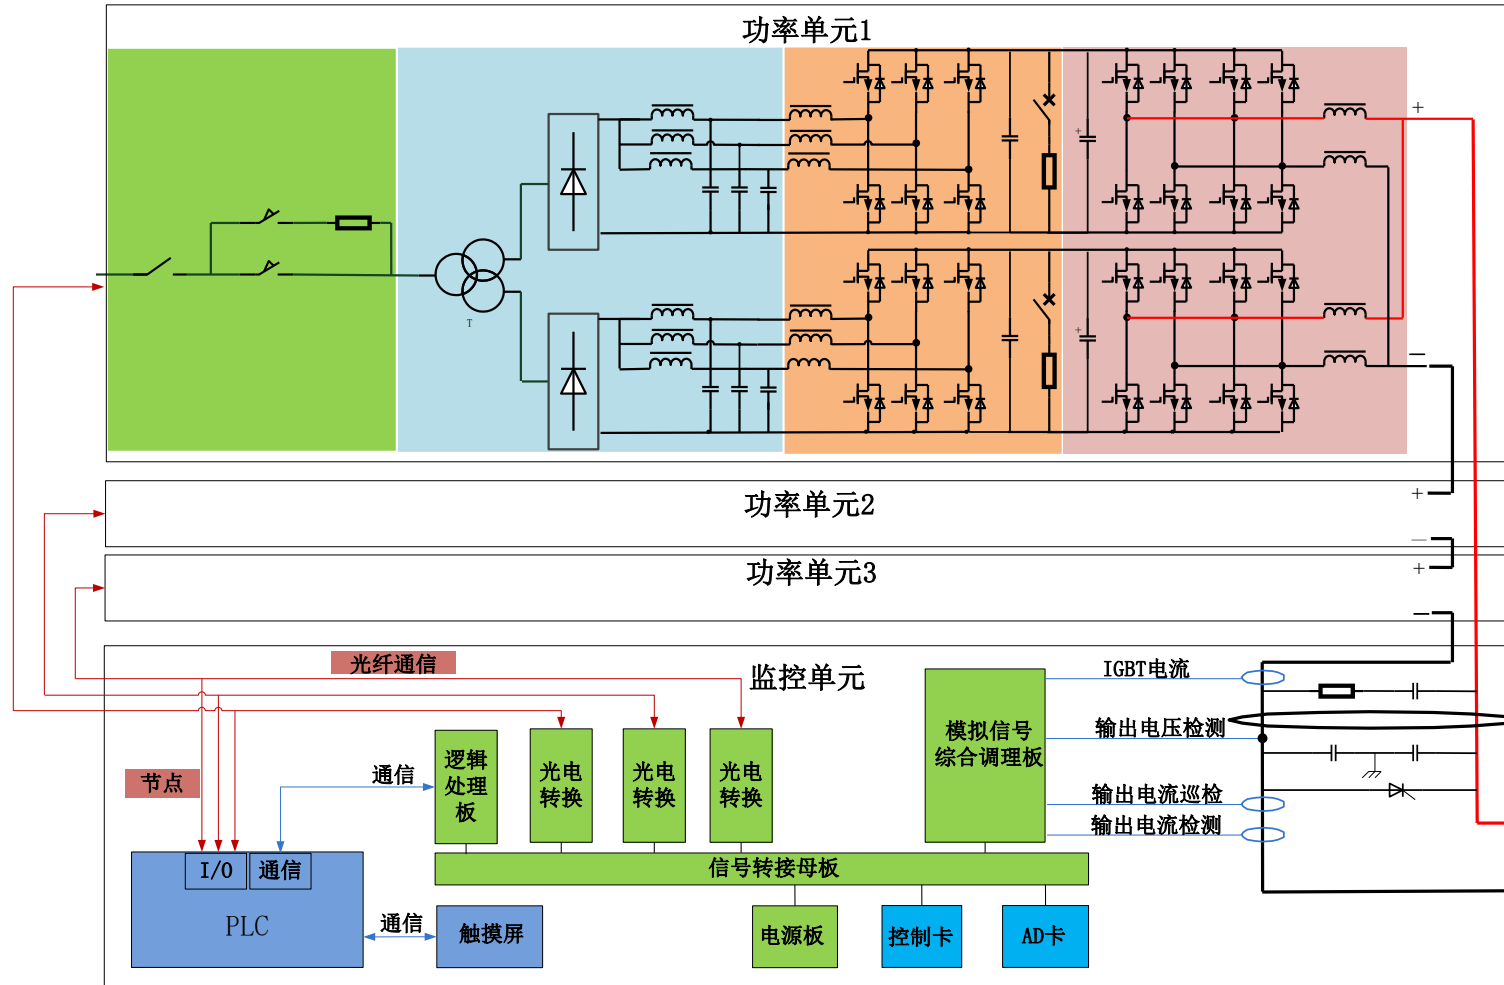 功率单元1
+
+
T
+
—
功率单元2
+
—
功率单元3
+
—
光纤通信
监控单元
IGBT电流
模拟信号
综合调理板
输出电压检测
逻辑
处理
板
光电
转换
光电
转换
光电
转换
通信
节点
输出电流巡检
输出电流检测
I/O
通信
信号转接母板
PLC
通信
触摸屏
电源板
控制卡
AD卡